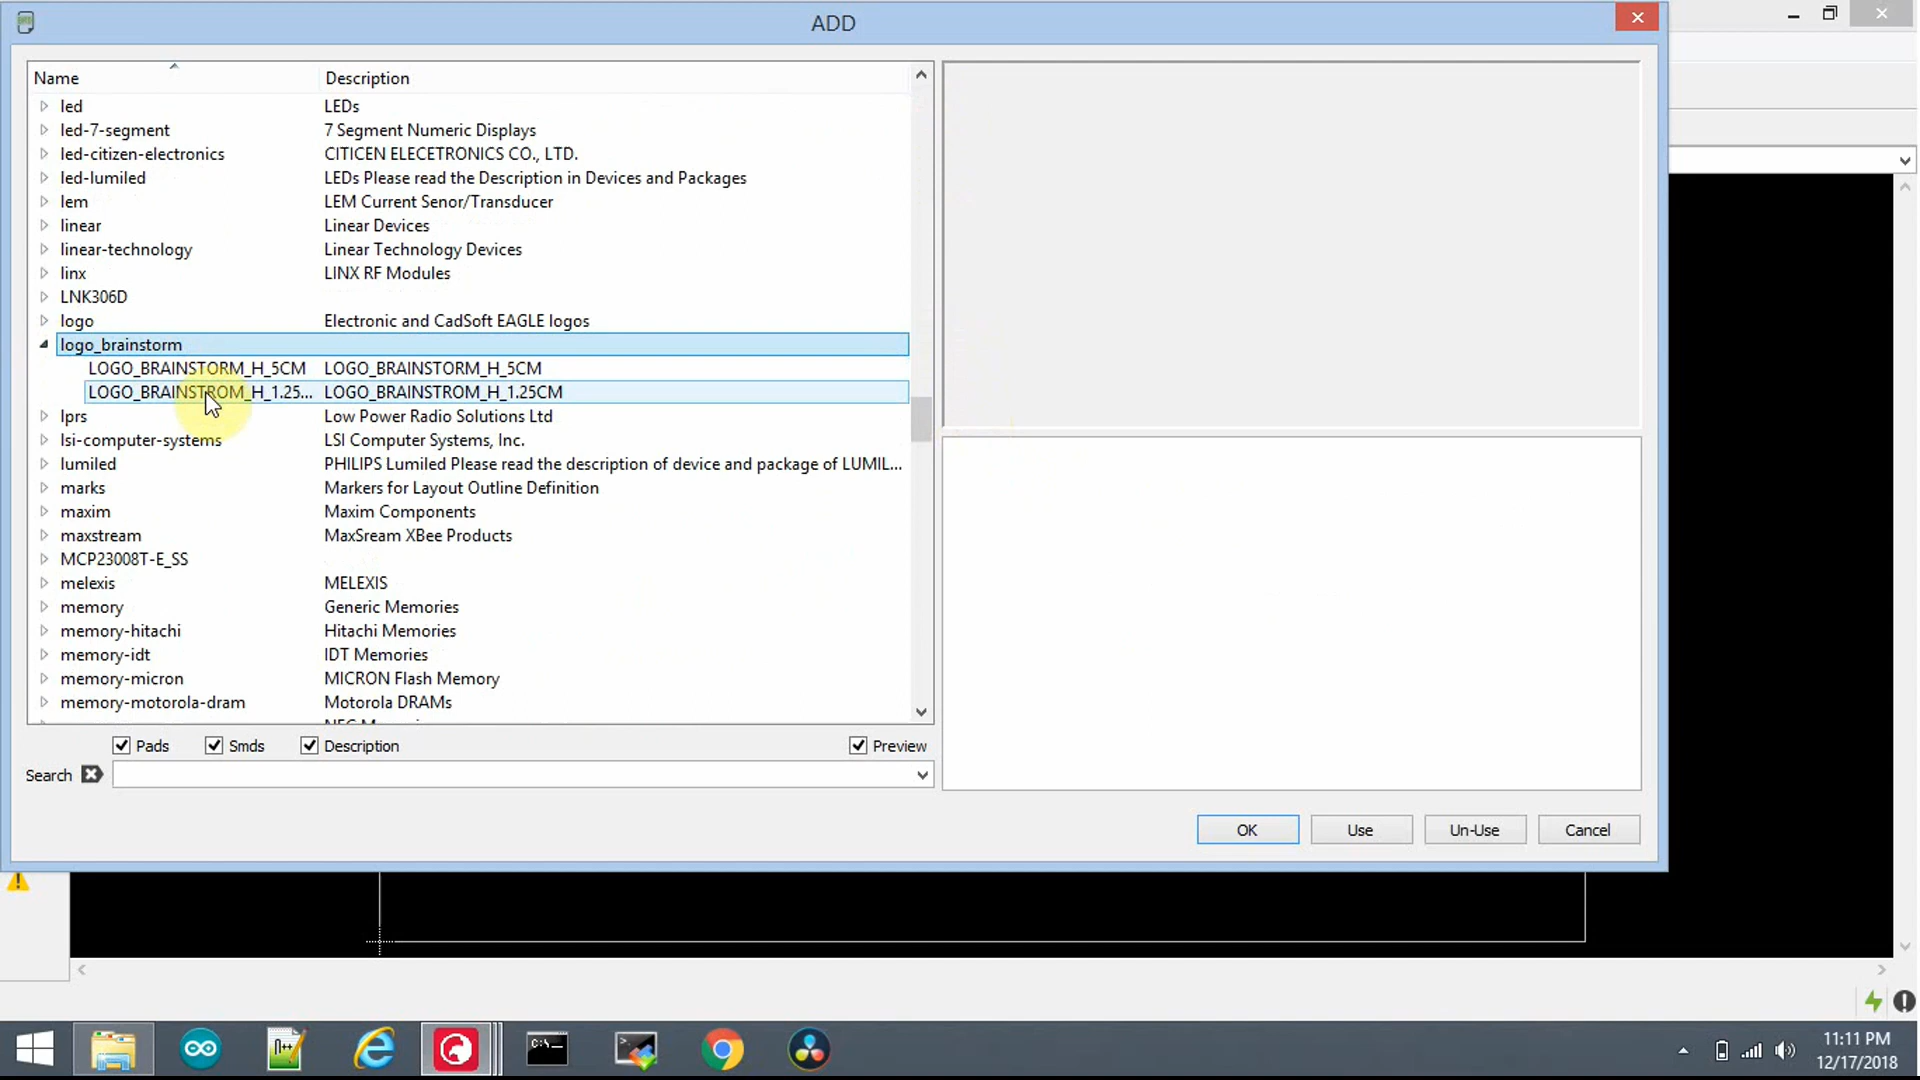 ADD
Name Description
led LEDs
led-7-segment 7 Segment Numeric Displays
led-citizen-electronics CITICEN ELECETRONICS CO., LTD.
led-lumiled LEDs Please read the Description in Devices and Packages
lem LEM Current Senor/Transducer
linear Linear Devices
linear-technology Linear Technology Devices
linx LINX RF Modules
LNK306D
logo Electronic and CadSoft EAGLE logos
logo_brainstorm
LOGO_BRAINSTORM_H_5CM LOGO_BRAINSTORM_H_5CM
LOGO_BRAINSTROM_H_1.25... LOGO_BRAINSTROM_H_1.25CM
lprs Low Power Radio Solutions Ltd
lsi-computer-systems LSI Computer Systems, Inc.
lumiled PHILIPS Lumiled Please read the description of device and package of LUMIL...
marks Markers for Layout Outline Definition
maxim Maxim Components
maxstream MaxSream XBee Products
MCP23008T-E_SS
melexis MELEXIS
memory Generic Memories
memory-hitachi Hitachi Memories
memory-idt IDT Memories
memory-micron MICRON Flash Memory
memory-motorola-dram Motorola DRAMs
Pads Smds Description Preview
Search
OK Use Un-Use Cancel
11:11 PM
12/17/2018